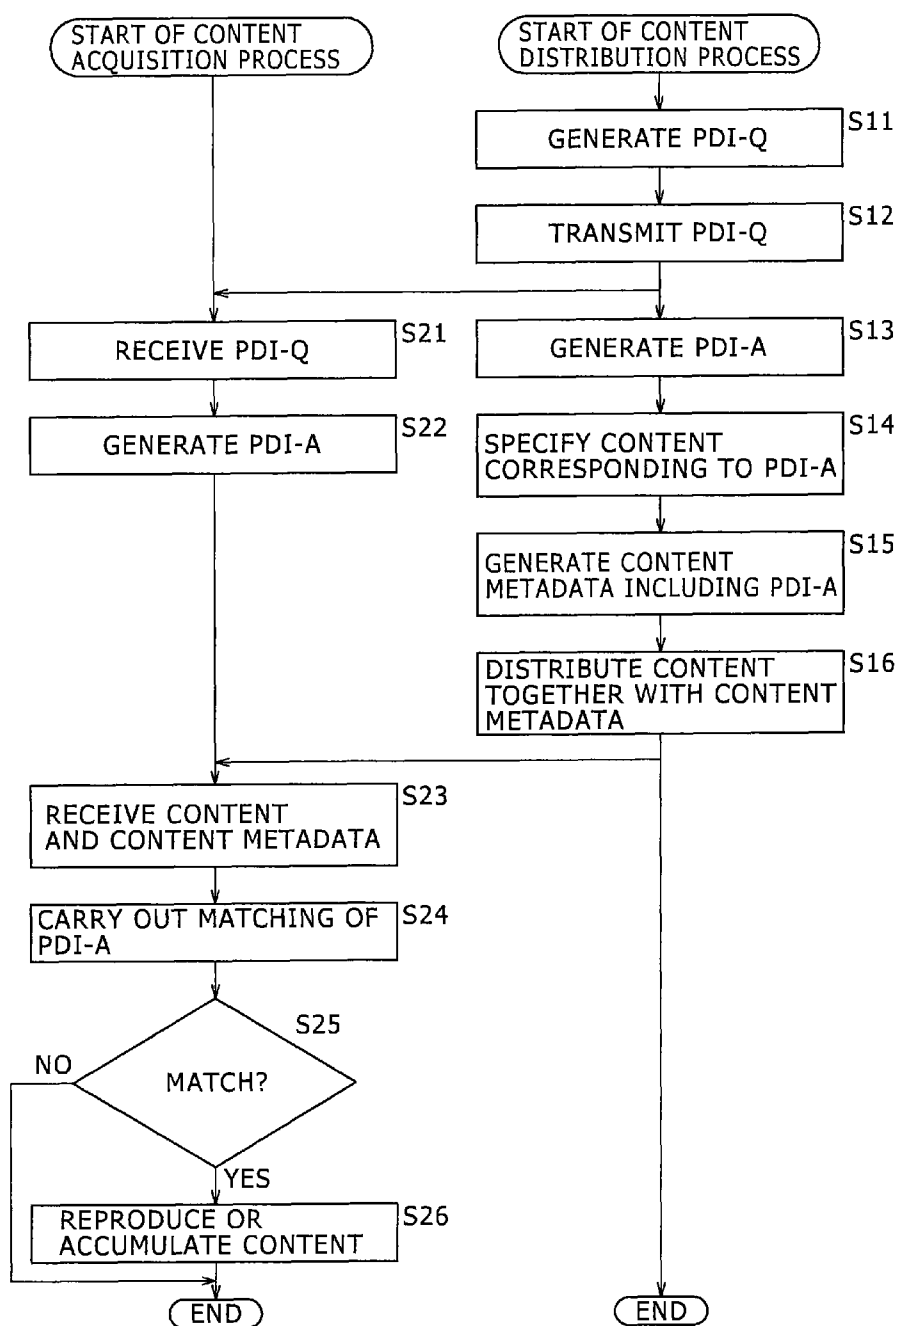 START OF CONTENT
ACQUISITION PROCESS
START OF CONTENT
DISTRIBUTION PROCESS
GENERATE PDI-Q
S11
TRANSMIT PDI-Q
S12
RECEIVE PDI-Q
S21
GENERATE PDI-A
S13
GENERATE PDI-A
S22
SPECIFY CONTENT
CORRESPONDING TO PDI-A
S14
GENERATE CONTENT
METADATA INCLUDING PDI-A
S15
DISTRIBUTE CONTENT
TOGETHER WITH CONTENT
METADATA
S16
RECEIVE CONTENT
AND CONTENT METADATA
S23
CARRY OUT MATCHING OF
PDI-A
S24
S25
NO
MATCH?
YES
REPRODUCE OR
ACCUMULATE CONTENT
S26
END
END